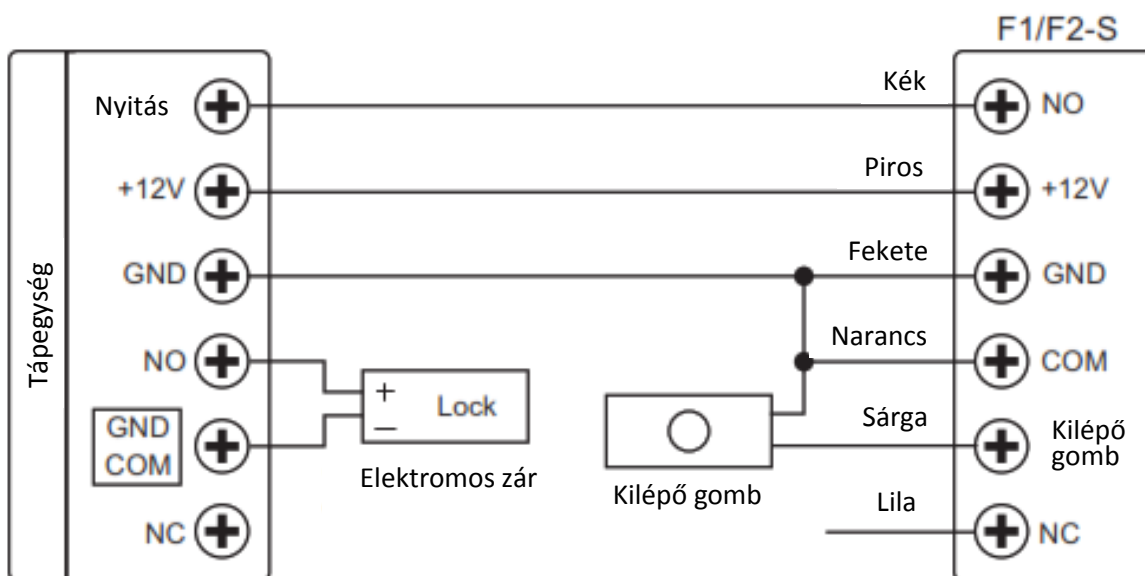 F1/F2-S
Nyitás
Kék
NO
+12V
Piros
+12V
GND
Fekete
GND
Tápegység
NO
+
−
Lock
Narancs
COM
GND
COM
Elektromos zár
Kilépő gomb
Sárga
Kilépő
gomb
NC
Lila
NC